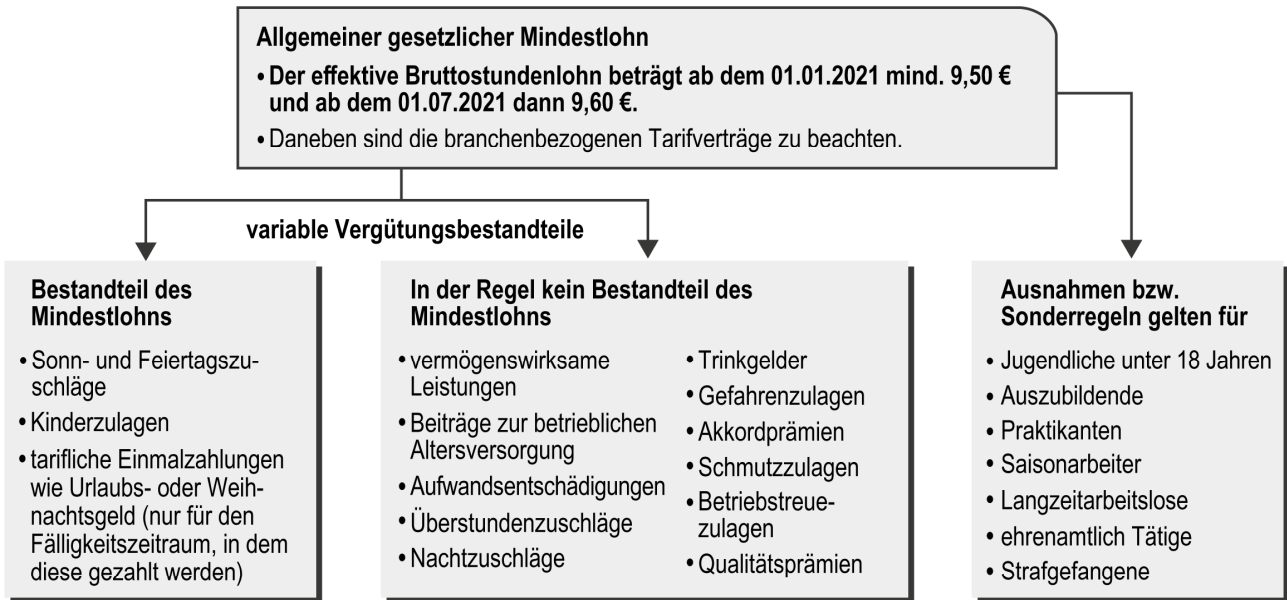 Allgemeiner gesetzlicher Mindestlohn
• Der effektive Bruttostundenlohn beträgt ab dem 01.01.2021 mind. 9,50 €
und ab dem 01.07.2021 dann 9,60 €.
• Daneben sind die branchenbezogenen Tarifverträge zu beachten.
variable Vergütungsbestandteile
Bestandteil des
Mindestlohns
• Sonn- und Feiertagszu-
schläge
• Kinderzulagen
• tarifliche Einmalzahlungen
wie Urlaubs- oder Weih-
nachtsgeld (nur für den
Fälligkeitszeitraum, in dem
diese gezahlt werden)
In der Regel kein Bestandteil des
Mindestlohns
• vermögenswirksame
Leistungen
• Beiträge zur betrieblichen
Altersversorgung
• Aufwandsentschädigungen
• Überstundenzuschläge
• Nachtzuschläge
• Trinkgelder
• Gefahrenzulagen
• Akkordprämien
• Schmutzzulagen
• Betriebstreue-
zulagen
• Qualitätsprämien
Ausnahmen bzw.
Sonderregeln gelten für
• Jugendliche unter 18 Jahren
• Auszubildende
• Praktikanten
• Saisonarbeiter
• Langzeitarbeitslose
• ehrenamtlich Tätige
• Strafgefangene